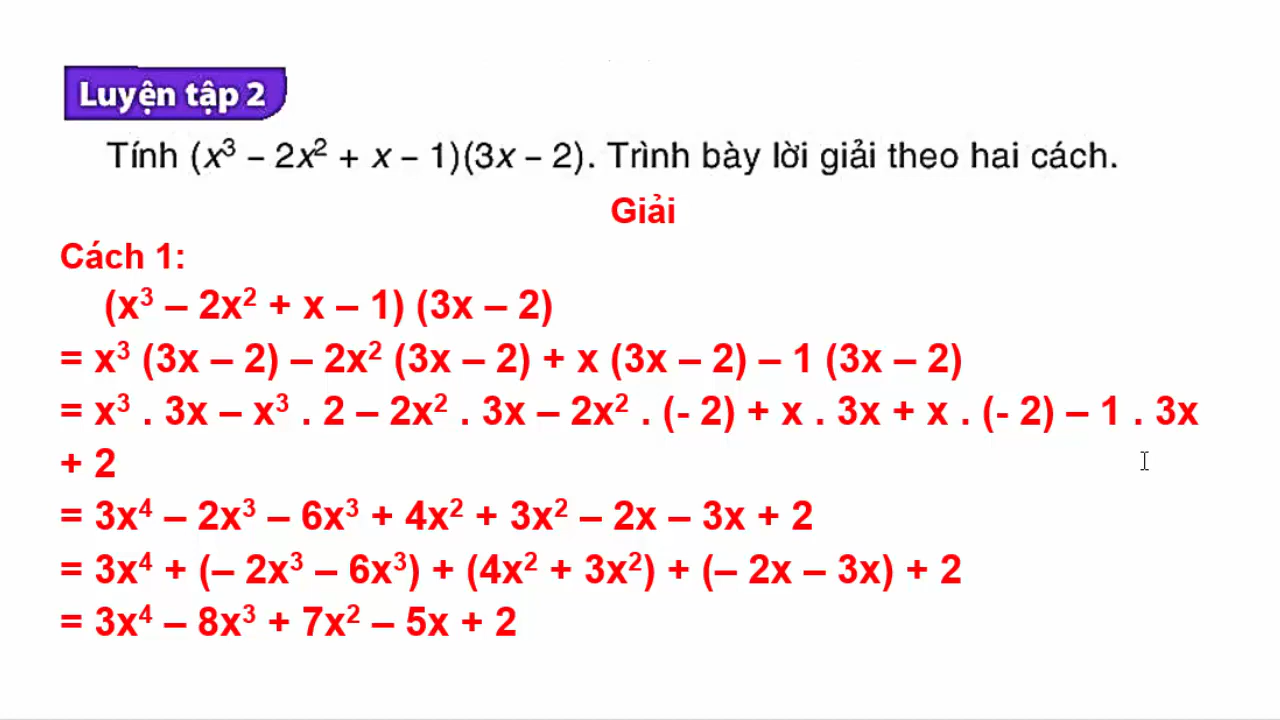 Luyện tập 2
Tính (x³ – 2x² + x – 1)(3x – 2). Trình bày lời giải theo hai cách.
Giải
Cách 1:
(x³ – 2x² + x – 1) (3x – 2)
= x³ (3x – 2) – 2x² (3x – 2) + x (3x – 2) – 1 (3x – 2)
= x³ . 3x – x³ . 2 – 2x² . 3x – 2x² . (- 2) + x . 3x + x . (- 2) – 1 . 3x
+ 2
= 3x⁴ – 2x³ – 6x³ + 4x² + 3x² – 2x – 3x + 2
= 3x⁴ + (– 2x³ – 6x³) + (4x² + 3x²) + (– 2x – 3x) + 2
= 3x⁴ – 8x³ + 7x² – 5x + 2